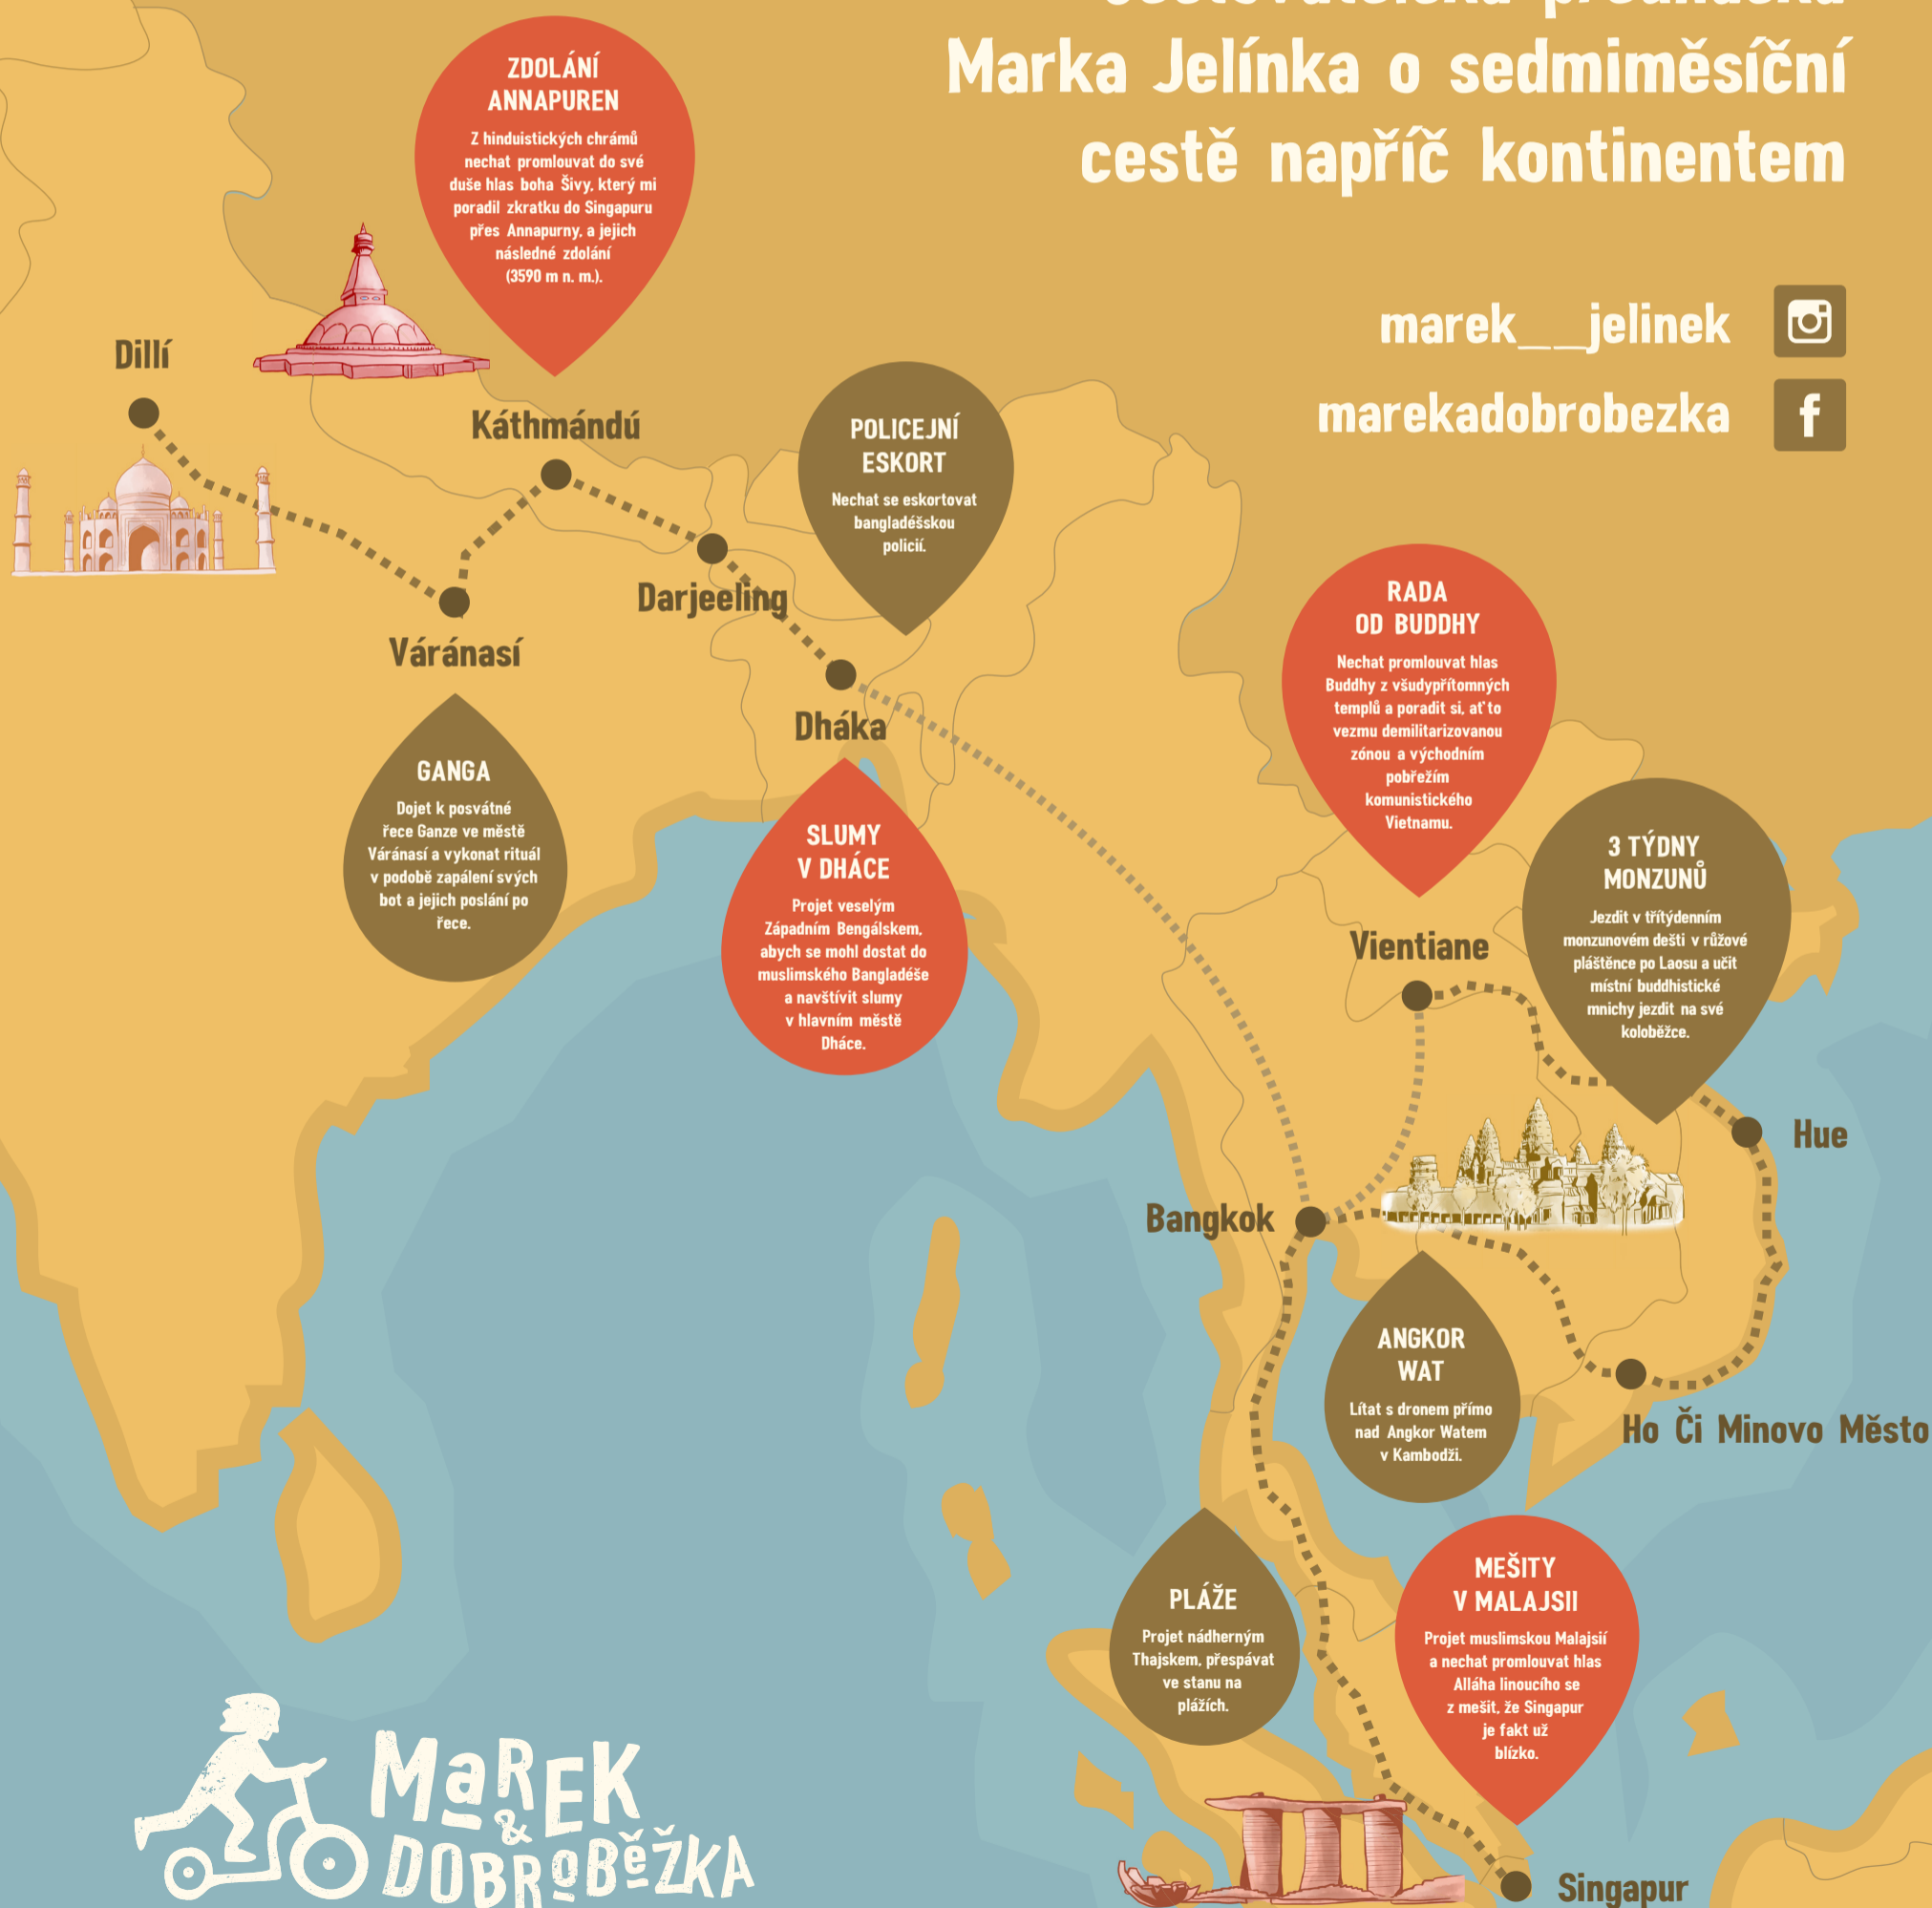 Marka Jelínka o sedmiměsíční
cestě napříč kontinentem
marek__jelinek
marekadobrobezka
ZDOLÁNÍ
ANNAPUREN
Z hinduistických chrámů
nechat promlouvat do své
duše hlas boha Šivy, který mi
poradil zkratku do Singapuru
přes Annapurny, a jejich
následné zdolání
(3590 m n. m.).
Dillí
Káthmándú
POLICEJNÍ
ESKORT
Nechat se eskortovat
bangladéšskou
policií.
Darjeeling
Váránasí
RADA
OD BUDDHY
Nechat promlouvat hlas
Buddhy z všudypřítomných
templů a poradit si, ať to
vezmu demilitarizovanou
zónou a východním
pobřežím
komunistického
Vietnamu.
Dháka
GANGA
Dojet k posvátné
řece Ganze ve městě
Váránasí a vykonat rituál
v podobě zapálení svých
bot a jejich poslání po
řece.
SLUMY
V DHÁCE
Projet veselým
Západním Bengálskem,
abych se mohl dostat do
muslimského Bangladéše
a navštívit slumy
v hlavním městě
Dháce.
3 TÝDNY
MONZUNŮ
Jezdit v třítýdenním
monzunovém dešti v růžové
pláštěnce po Laosu a učit
místní buddhistické
mnichy jezdit na své
koloběžce.
Vientiane
Hue
Bangkok
ANGKOR
WAT
Lítat s dronem přímo
nad Angkor Watem
v Kambodži.
Ho Či Minovo Město
PLÁŽE
Projet nádherným
Thajskem, přespávat
ve stanu na
plážích.
MEŠITY
V MALAJSII
Projet muslimskou Malajsií
a nechat promlouvat hlas
Alláha linoucího se
z mešit, že Singapur
je fakt už
blízko.
MaREK
&
DOBRoBěŽKA
Singapur